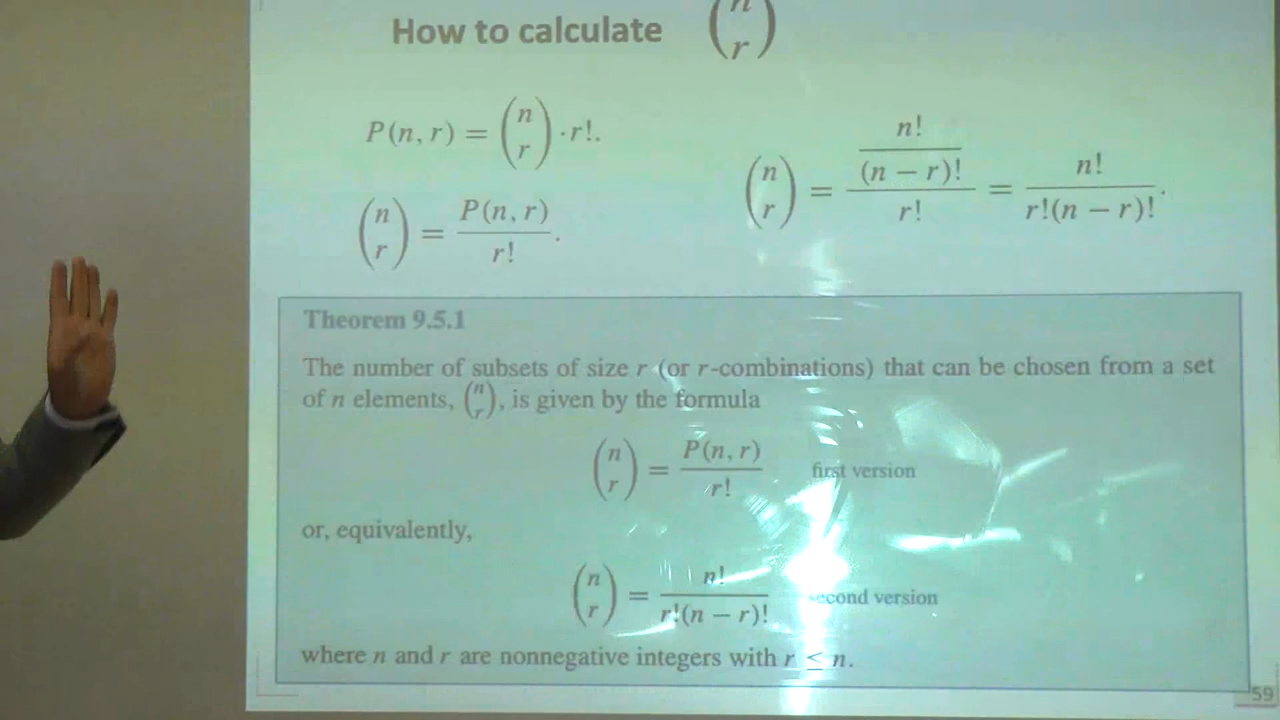 How to calculate (n r)
P(n, r) = (n r) · r!.
(n r) = P(n, r) / r! .
(n r) = (n! / (n − r)!) / r! = n! / r!(n − r)! .
Theorem 9.5.1
The number of subsets of size r (or r-combinations) that can be chosen from a set
of n elements, (n r), is given by the formula
(n r) = P(n, r) / r! first version
or, equivalently,
(n r) = n! / r!(n − r)! second version
where n and r are nonnegative integers with r ≤ n.
59